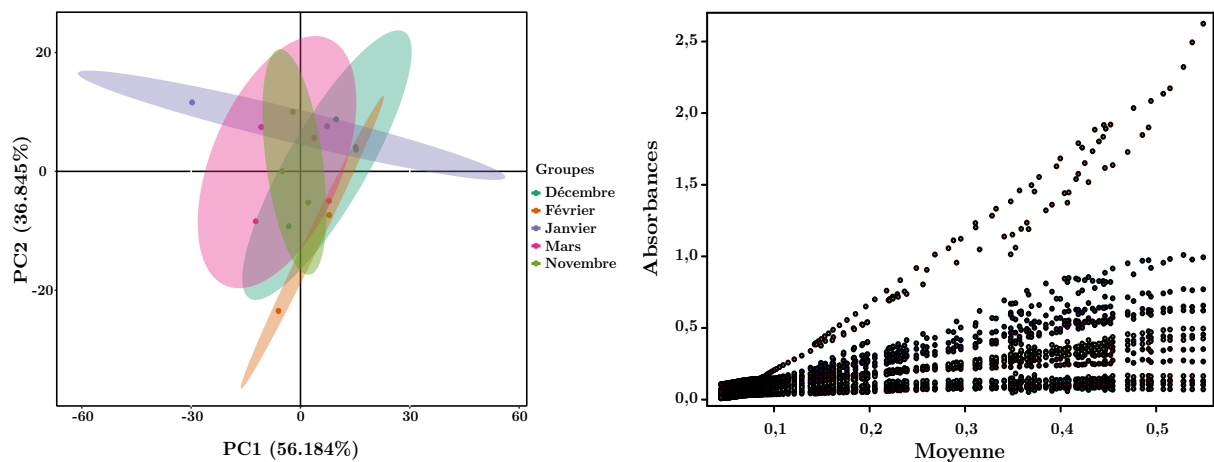 20
0
-20
PC2 (36.845%)
-60
-30
0
30
60
PC1 (56.184%)
Groupes
Décembre
Février
Janvier
Mars
Novembre
Absorbances
2,5
2,0
1,5
1,0
0,5
0,0
0,1
0,2
0,3
0,4
0,5
Moyenne